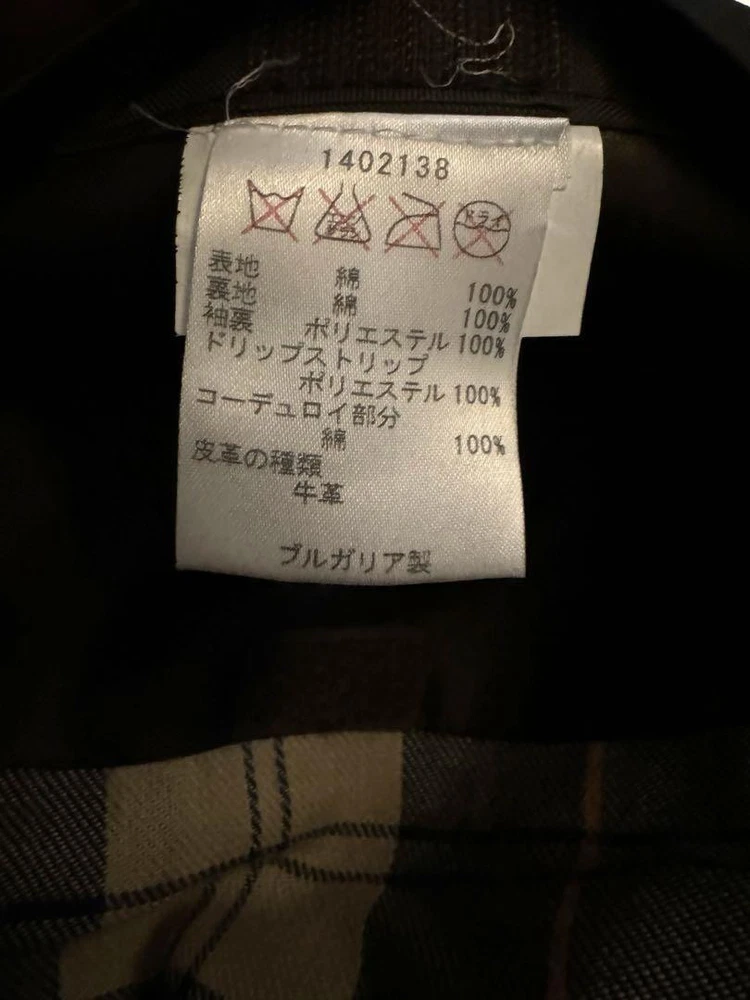 1402138
ドライ
表地 綿 100%
裏地 綿 100%
袖裏 ポリエステル 100%
ドリップストリップ
ポリエステル 100%
コーデュロイ部分
綿 100%
皮革の種類
牛革
ブルガリア製